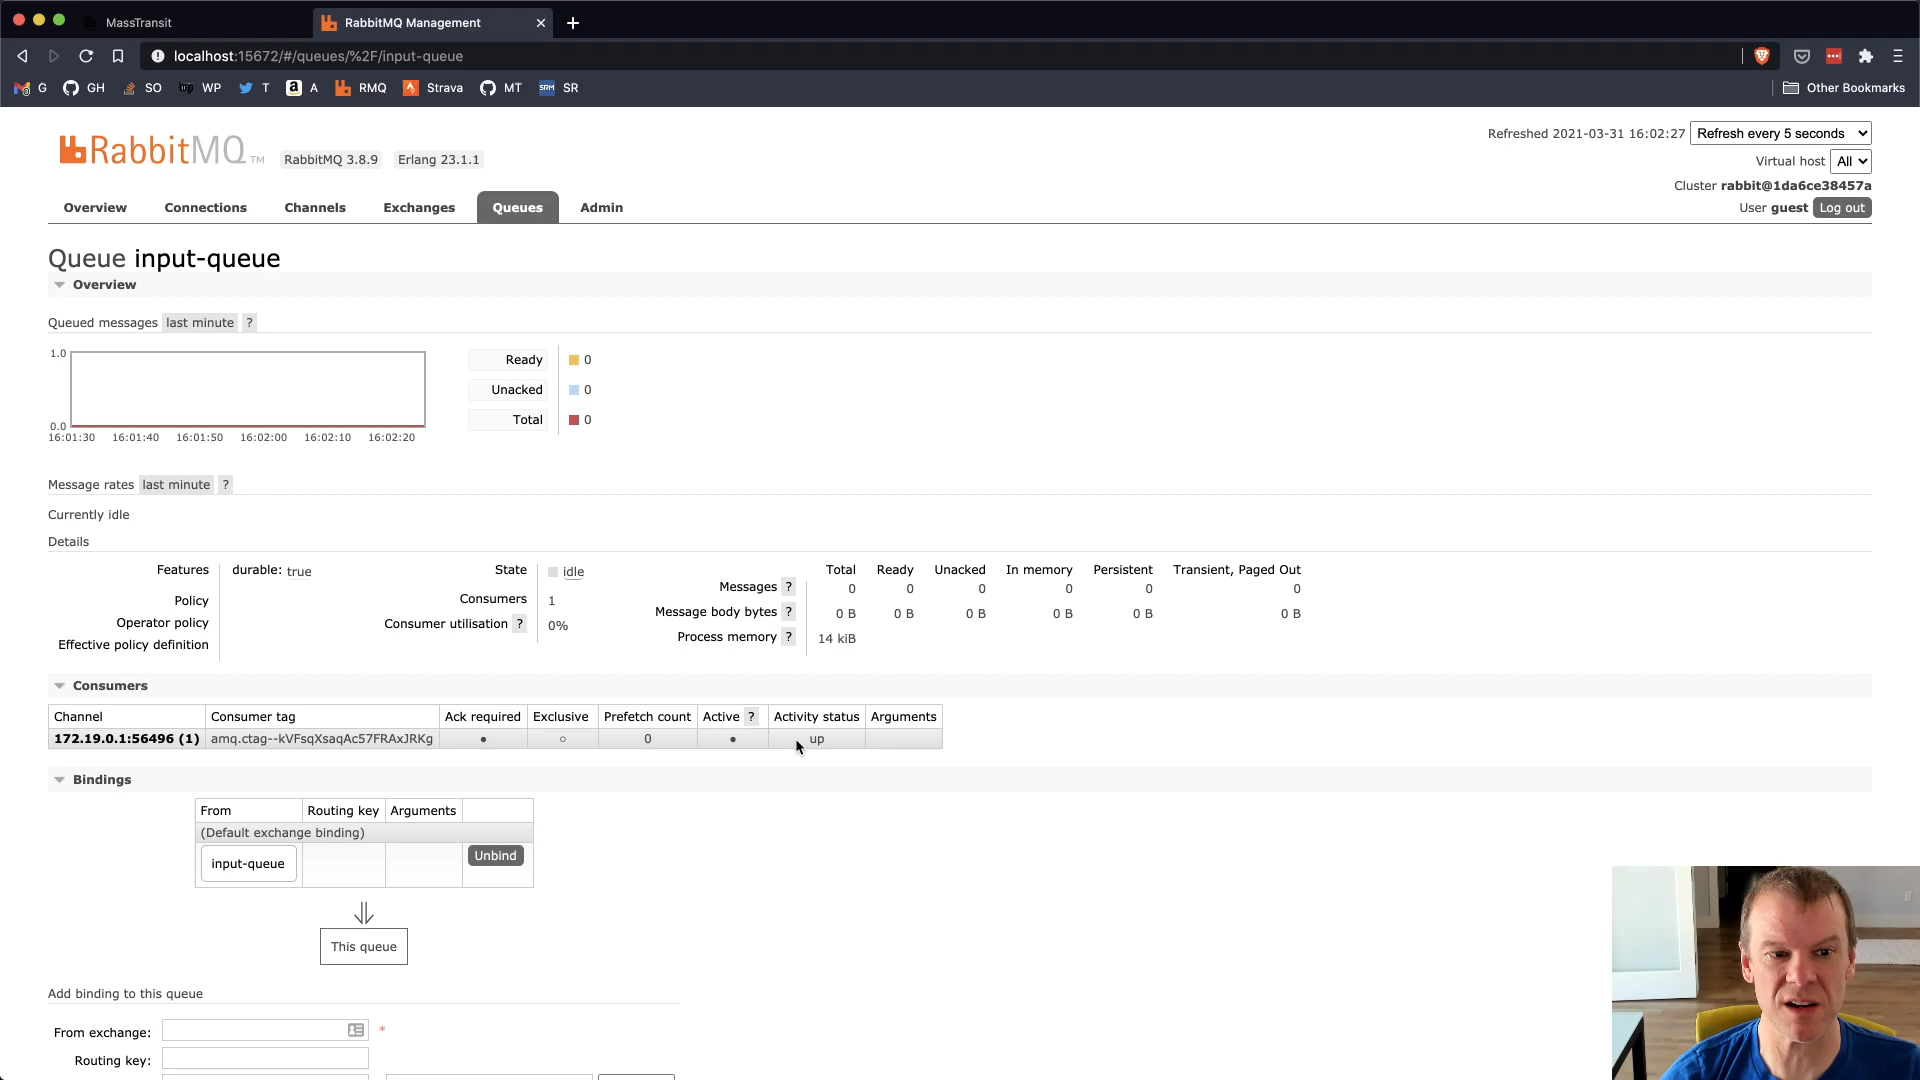 MassTransit
RabbitMQ Management
localhost:15672/#/queues/%2F/input-queue
G GH SO WP T A RMQ Strava MT SRM SR Other Bookmarks
RabbitMQ TM RabbitMQ 3.8.9 Erlang 23.1.1
Refreshed 2021-03-31 16:02:27 Refresh every 5 seconds
Virtual host All
Cluster rabbit@1da6ce38457a
User guest Log out
Overview Connections Channels Exchanges Queues Admin
Queue input-queue
Overview
Queued messages last minute ?
1.0
0.0
16:01:30 16:01:40 16:01:50 16:02:00 16:02:10 16:02:20
Ready 0
Unacked 0
Total 0
Message rates last minute ?
Currently idle
Details
Features durable: true
Policy
Operator policy
Effective policy definition
State idle
Consumers 1
Consumer utilisation ? 0%
Total Ready Unacked In memory Persistent Transient, Paged Out
Messages ? 0 0 0 0 0 0
Message body bytes ? 0 B 0 B 0 B 0 B 0 B 0 B
Process memory ? 14 kiB
Consumers
Channel Consumer tag Ack required Exclusive Prefetch count Active ? Activity status Arguments
172.19.0.1:56496 (1) amq.ctag--kVFsqXsaqAc57FRAxJRKg ● ○ 0 ● up
Bindings
From Routing key Arguments
(Default exchange binding)
input-queue Unbind
⇓
This queue
Add binding to this queue
From exchange: *
Routing key: